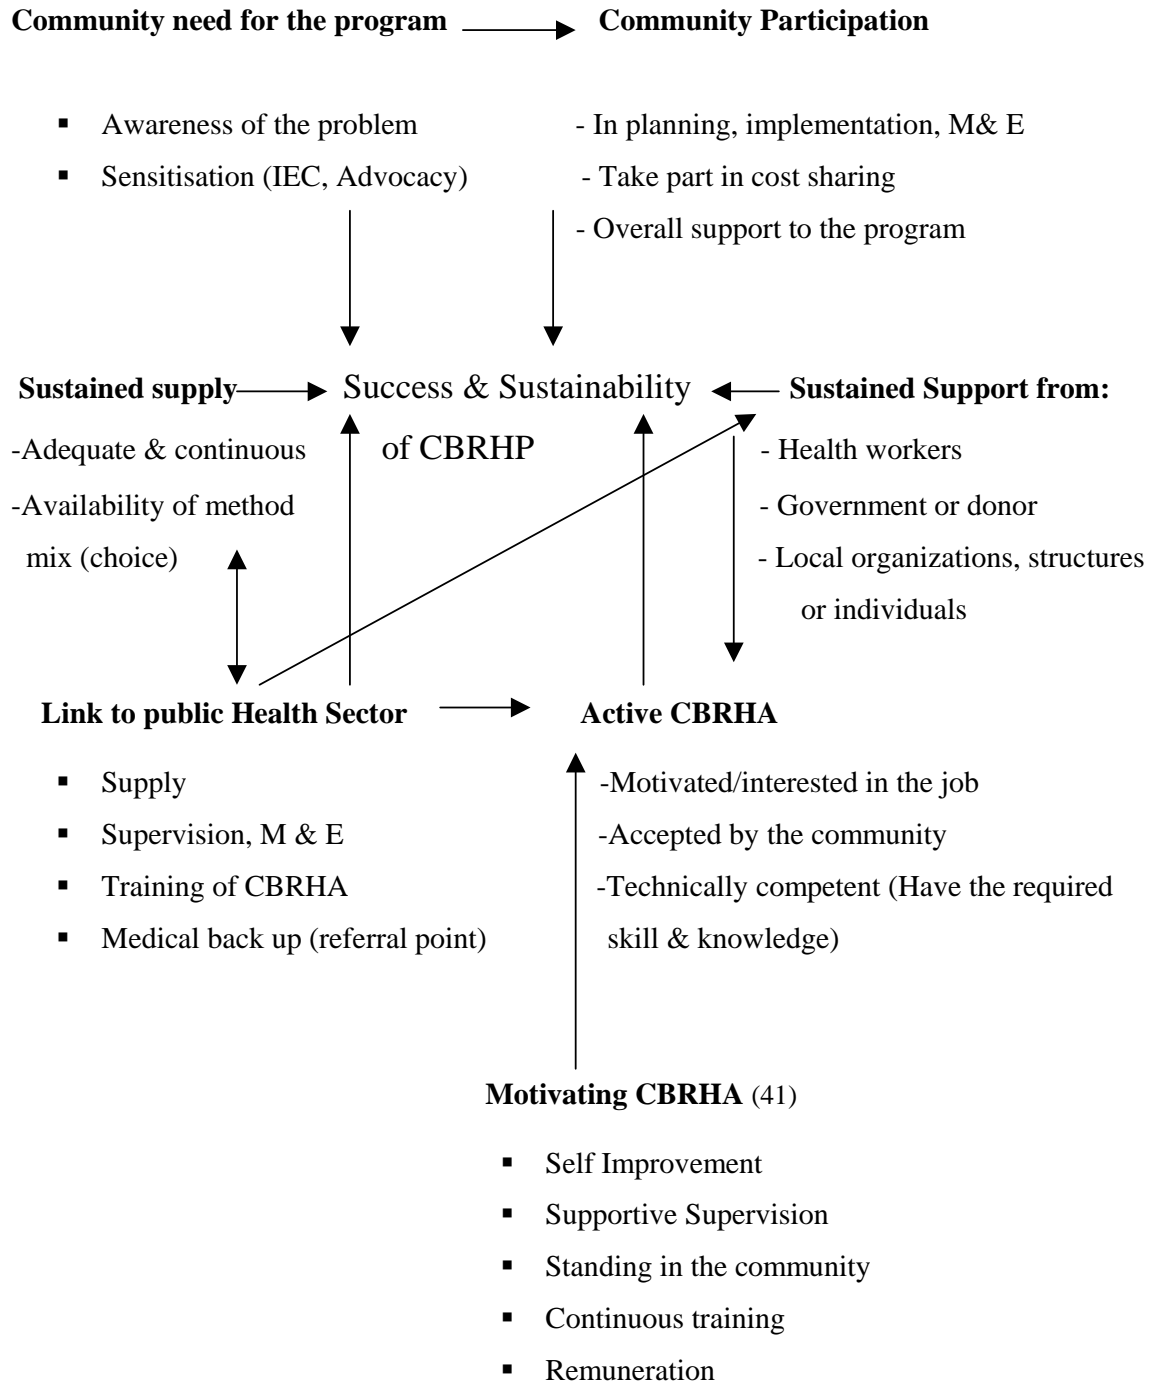 Community need for the program Community Participation
▪ Awareness of the problem - In planning, implementation, M& E
▪ Sensitisation (IEC, Advocacy) - Take part in cost sharing
- Overall support to the program
Sustained supply Success & Sustainability Sustained Support from:
-Adequate & continuous of CBRHP - Health workers
-Availability of method - Government or donor
mix (choice) - Local organizations, structures
or individuals
Link to public Health Sector Active CBRHA
▪ Supply -Motivated/interested in the job
▪ Supervision, M & E -Accepted by the community
▪ Training of CBRHA -Technically competent (Have the required
▪ Medical back up (referral point) skill & knowledge)
Motivating CBRHA (41)
▪ Self Improvement
▪ Supportive Supervision
▪ Standing in the community
▪ Continuous training
▪ Remuneration